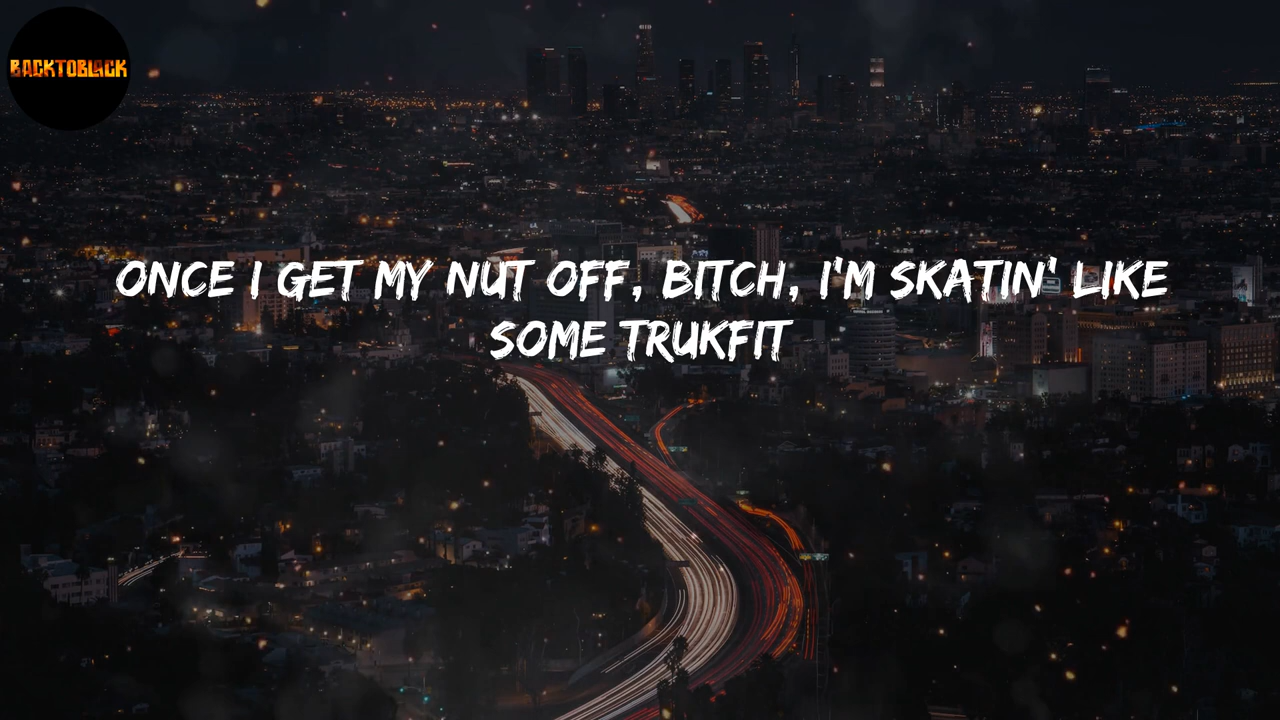 BACKTOBLACK
ONCE I GET MY NUT OFF, BITCH, I'M SKATIN' LIKE
SOME TRUKFIT